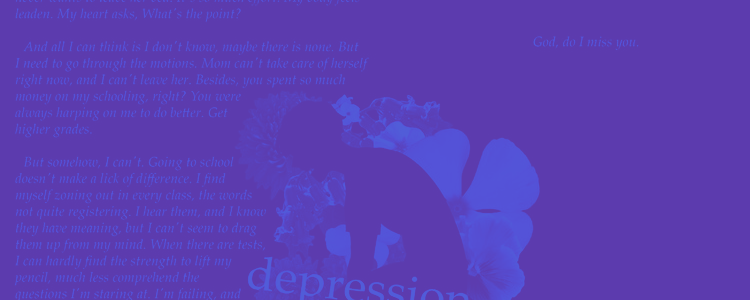 leaden. My heart asks, What's the point?
And all I can think is I don't know, maybe there is none. But
I need to go through the motions. Mom can't take care of herself
right now, and I can't leave her. Besides, you spent so much
money on my schooling, right? You were
always harping on me to do better. Get
higher grades.
But somehow, I can't. Going to school
doesn't make a lick of difference. I find
myself zoning out in every class, the words
not quite registering. I hear them, and I know
they have meaning, but I can't seem to drag
them up from my mind. When there are tests,
I can hardly find the strength to lift my
pencil, much less comprehend the
questions I'm staring at. I'm failing, and
God, do I miss you.
depression